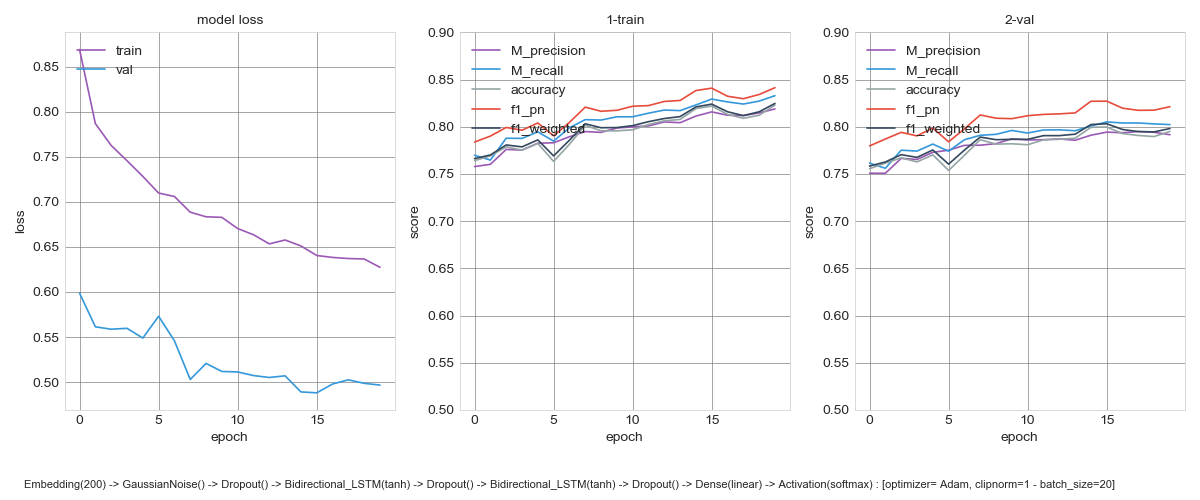 model loss
train
val
0.85
0.80
0.75
0.70
0.65
0.60
0.55
0.50
loss
0 5 10 15
epoch
1-train
M_precision
M_recall
accuracy
f1_pn
f1_weighted
0.90
0.85
0.80
0.75
0.70
0.65
0.60
0.55
0.50
score
0 5 10 15
epoch
2-val
M_precision
M_recall
accuracy
f1_pn
f1_weighted
0.90
0.85
0.80
0.75
0.70
0.65
0.60
0.55
0.50
score
0 5 10 15
epoch
Embedding(200) -> GaussianNoise() -> Dropout() -> Bidirectional_LSTM(tanh) -> Dropout() -> Bidirectional_LSTM(tanh) -> Dropout() -> Dense(linear) -> Activation(softmax) : [optimizer= Adam, clipnorm=1 - batch_size=20]